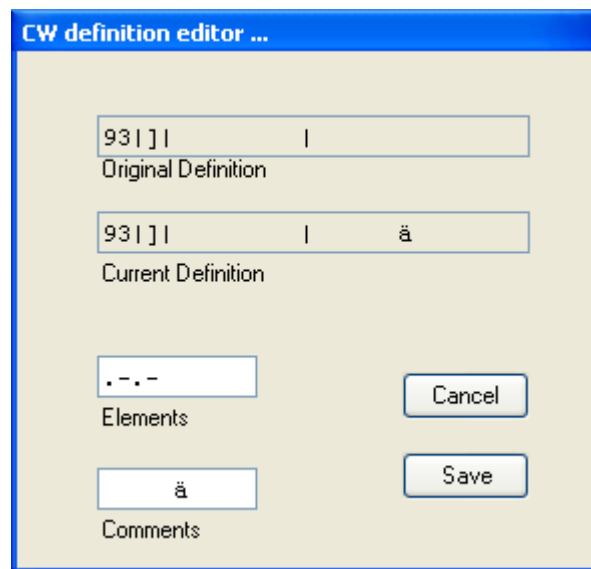 CW definition editor ...
93|]|          |
Original Definition
93|]|          |       ä
Current Definition
.-.-
Elements
Cancel
ä
Comments
Save